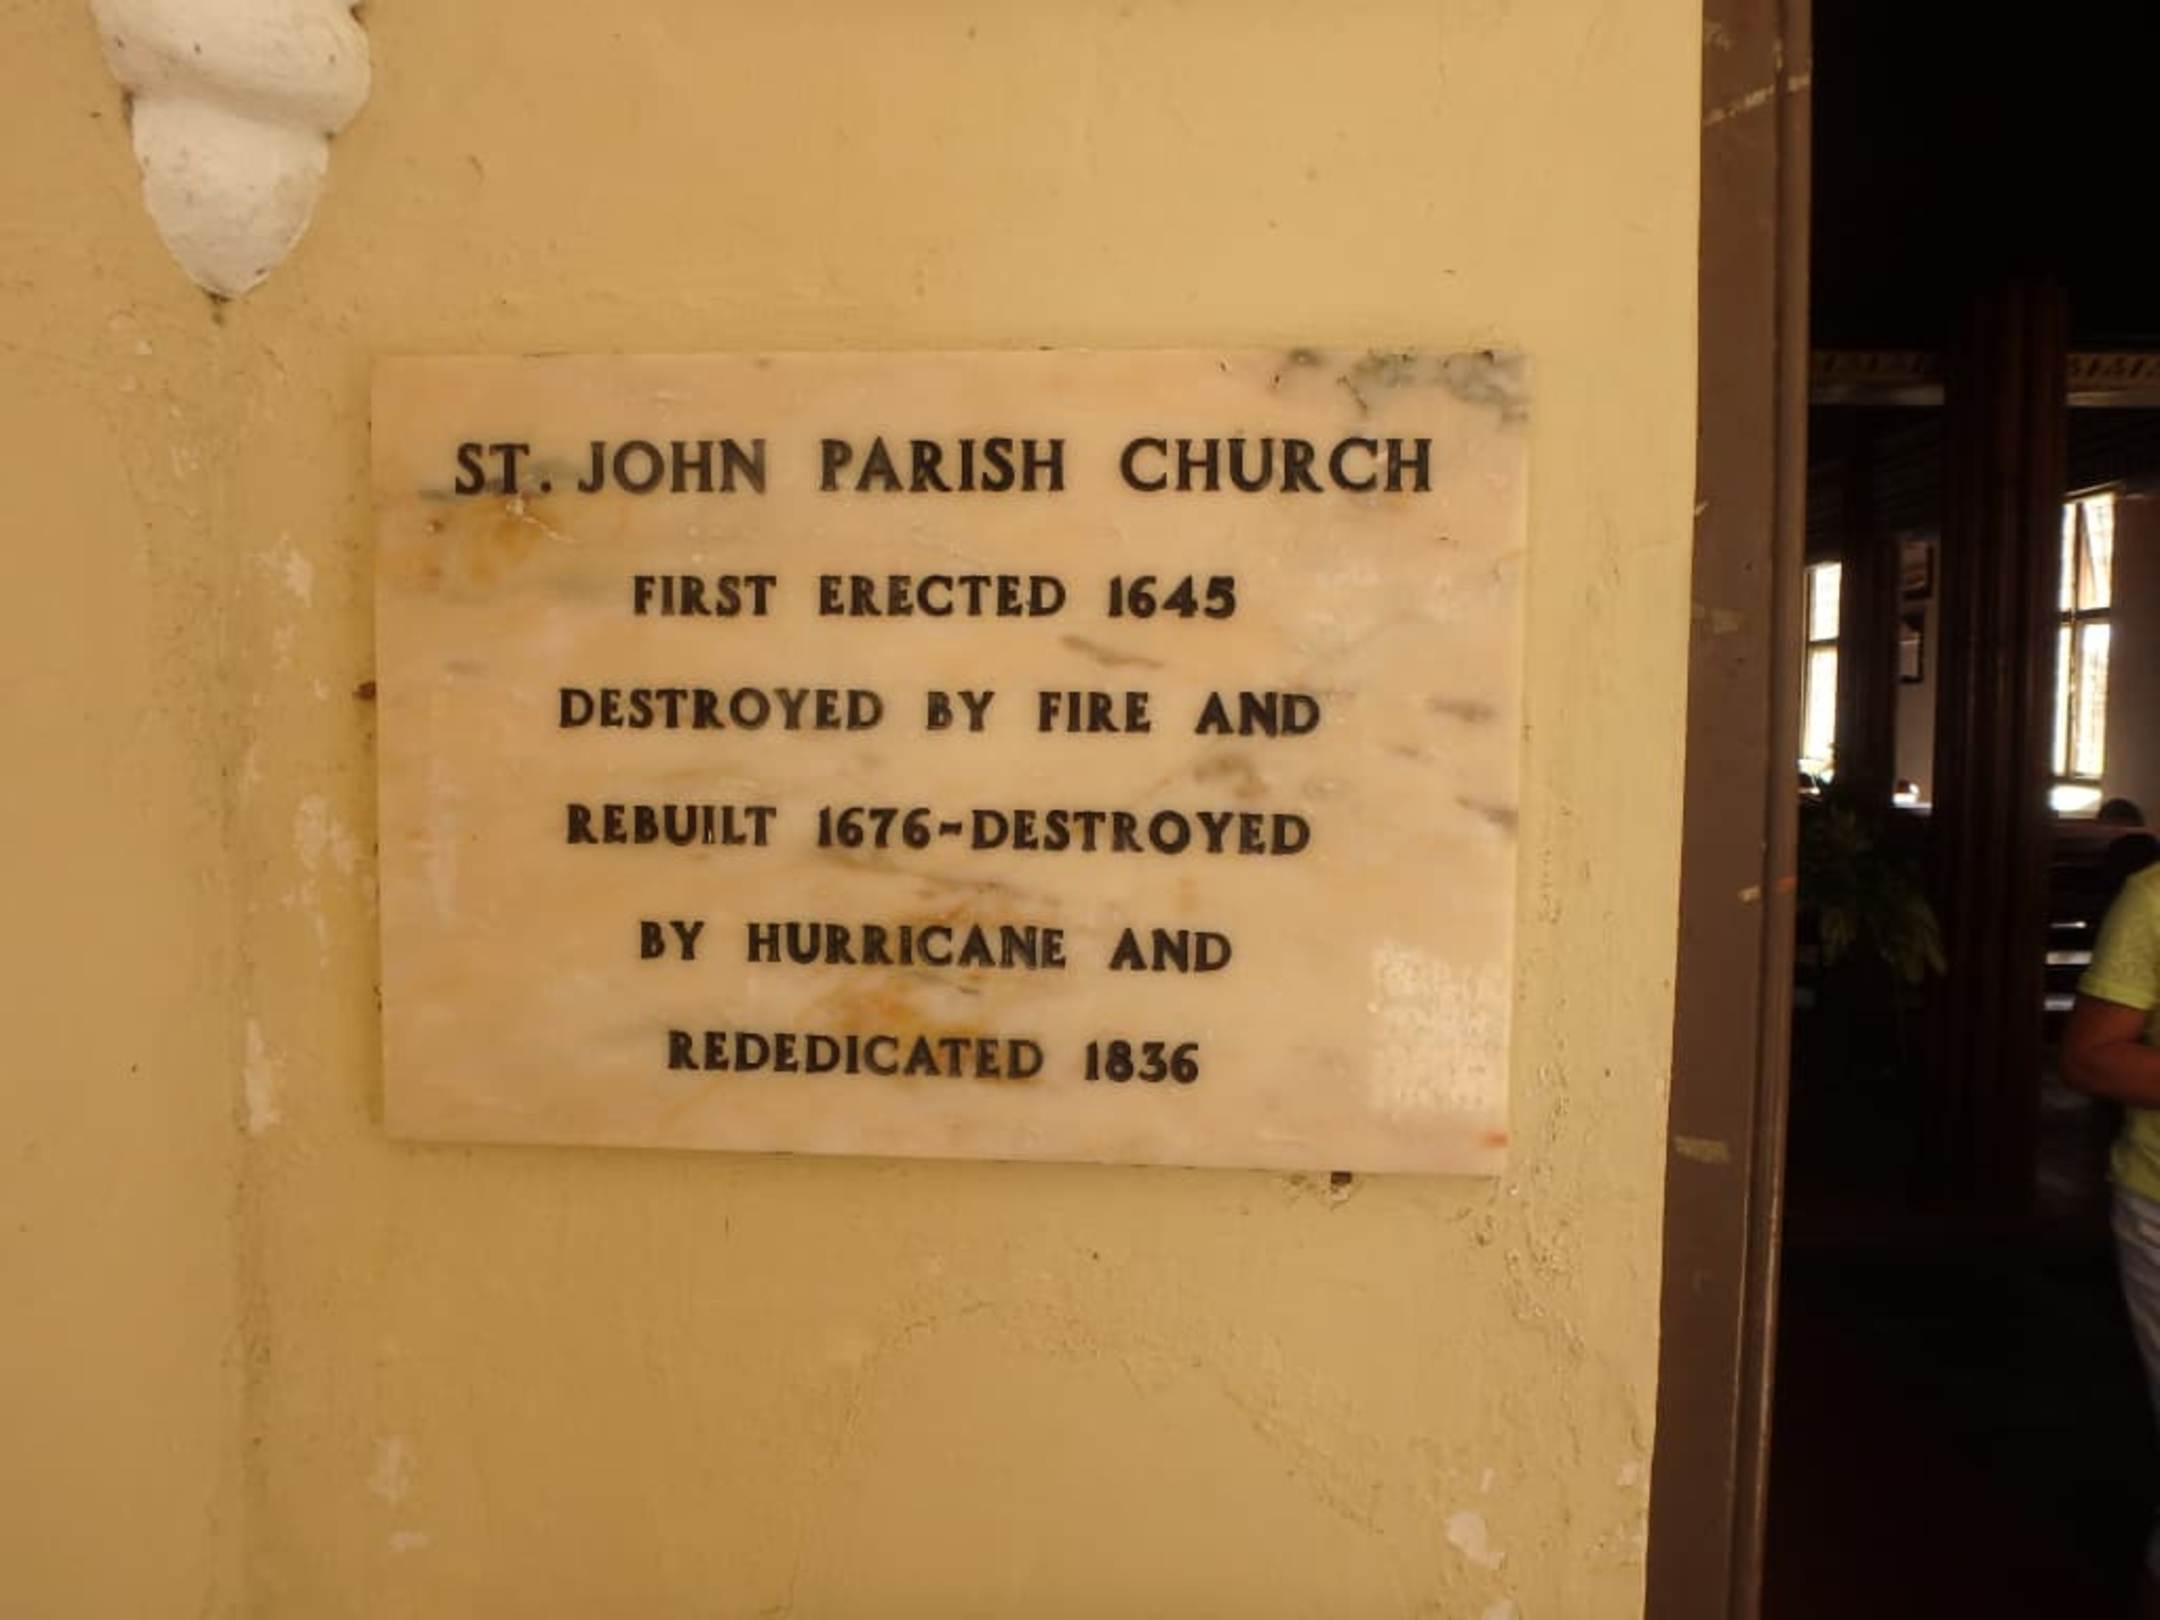 ST. JOHN PARISH CHURCH
FIRST ERECTED 1645
DESTROYED BY FIRE AND
REBUILT 1676-DESTROYED
BY HURRICANE AND
REDEDICATED 1836